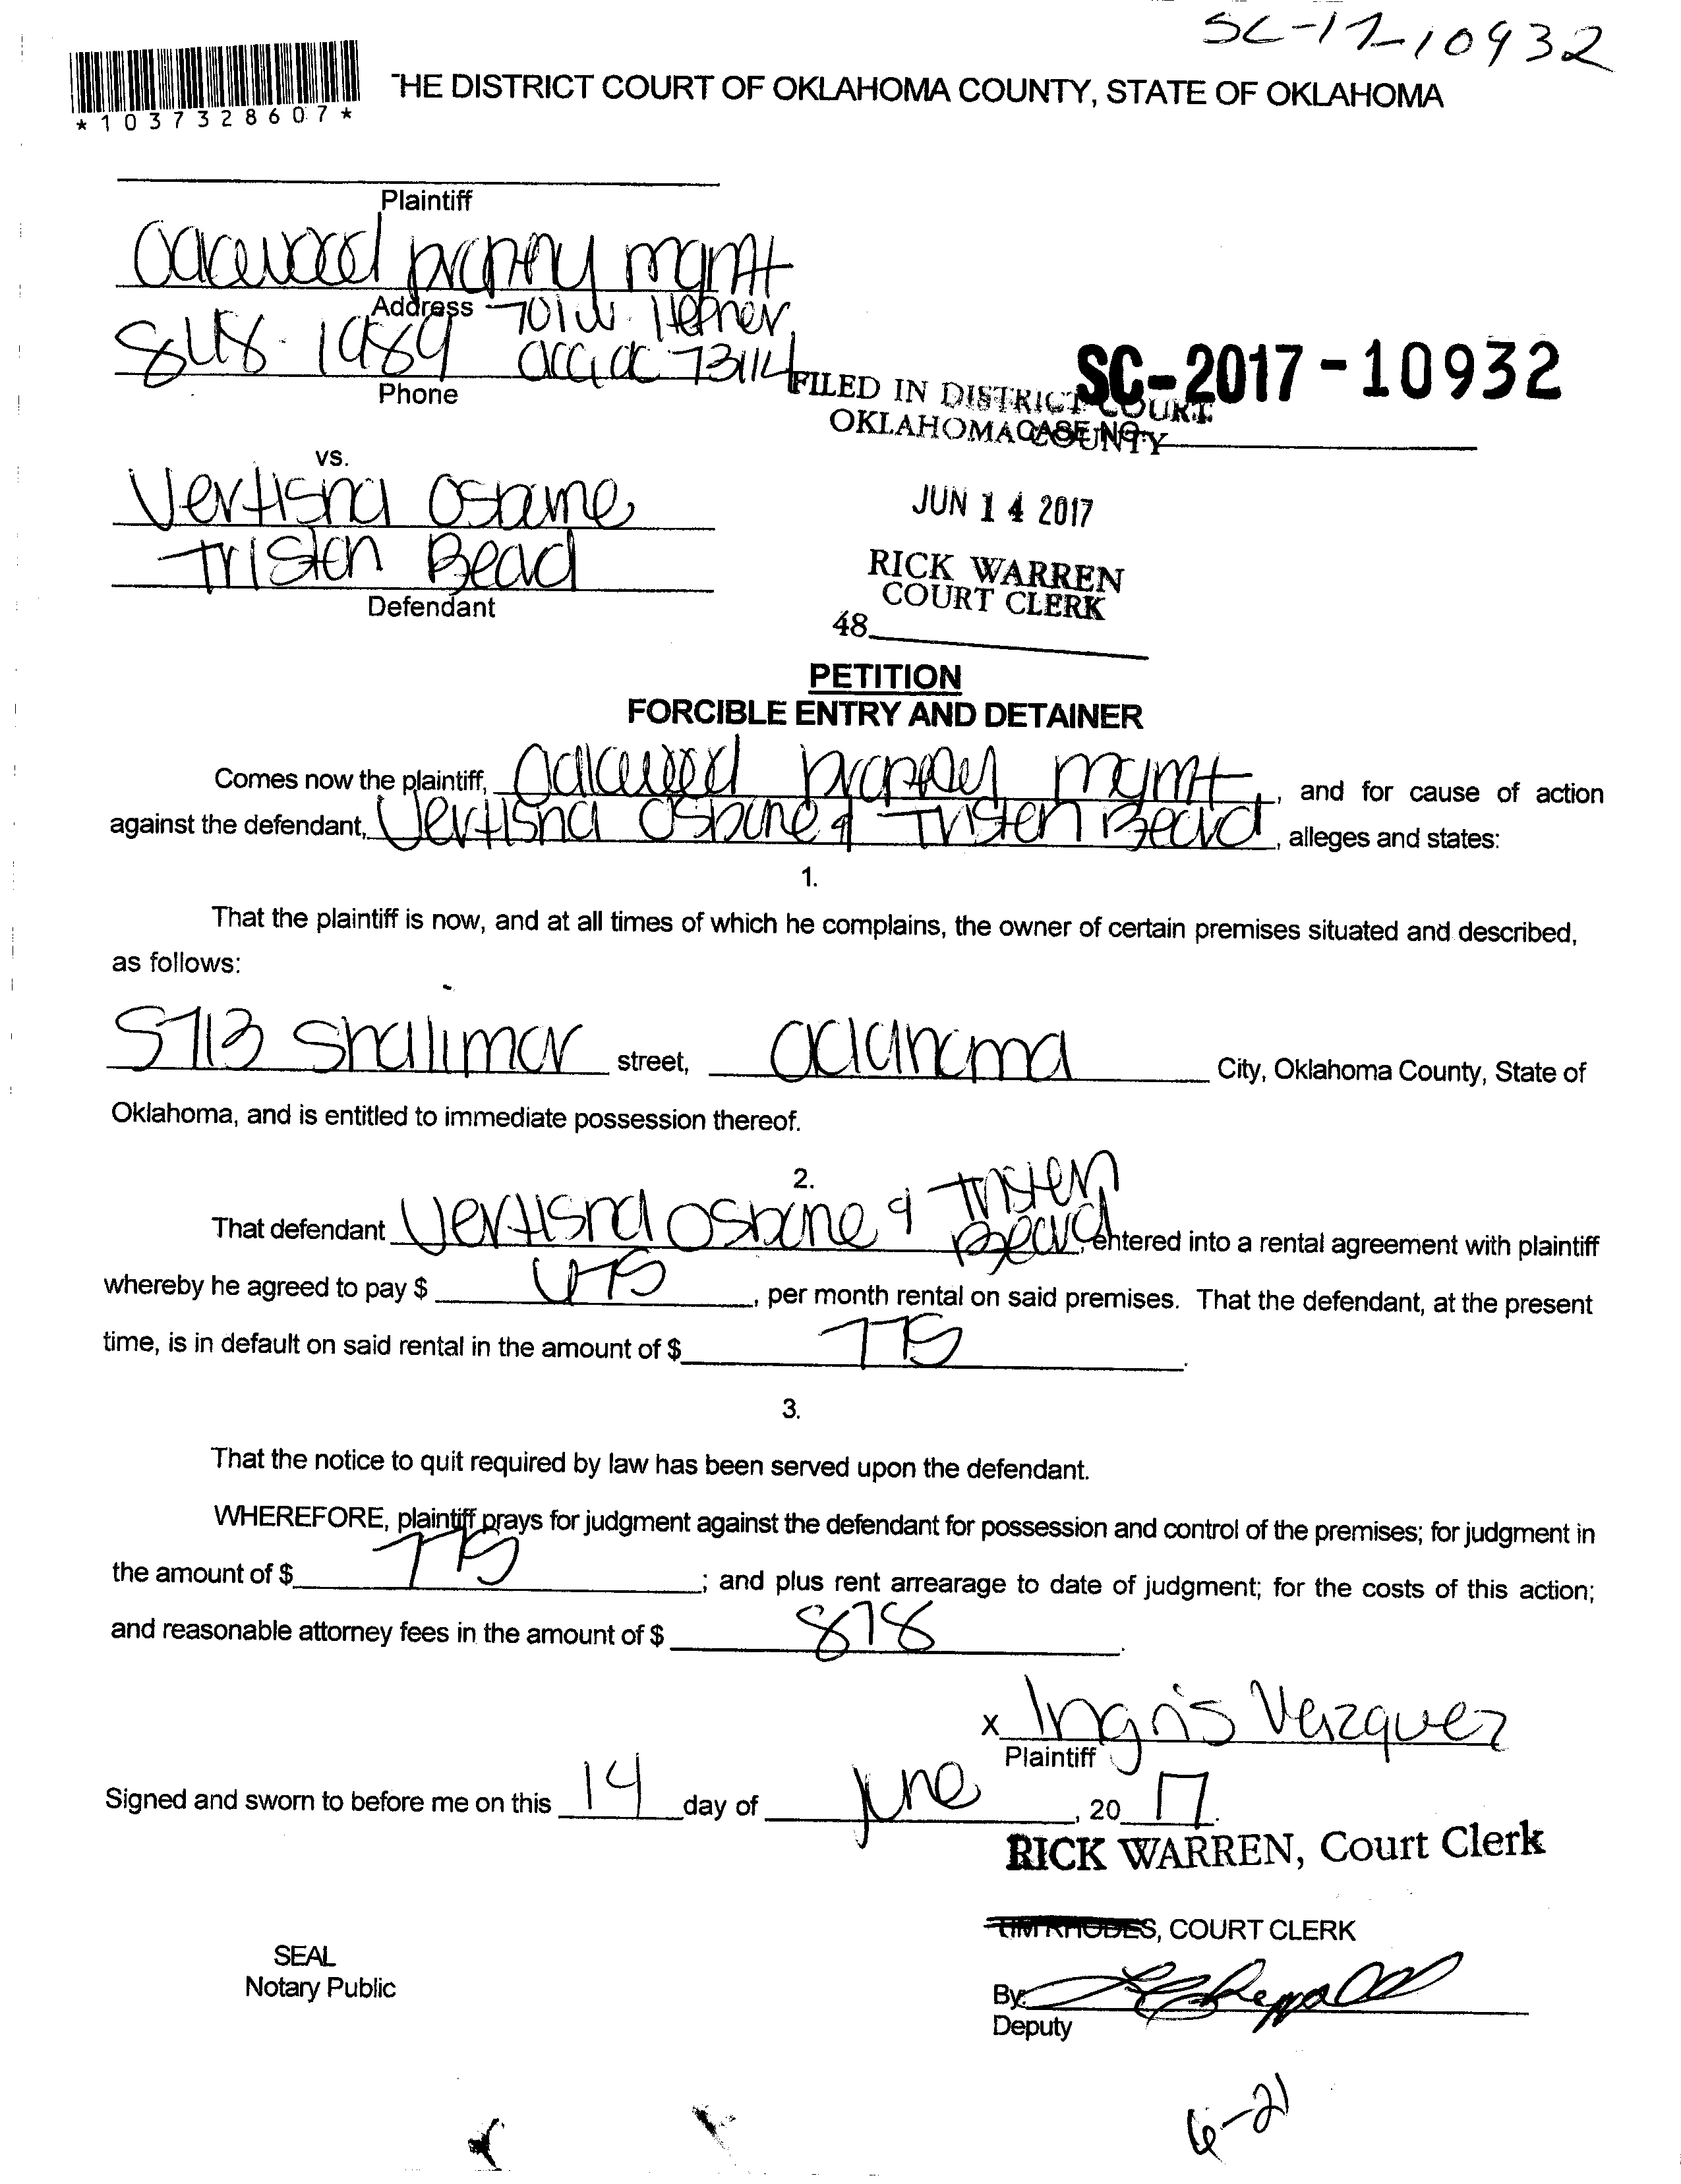 SC-17-10932
*1037328607*
THE DISTRICT COURT OF OKLAHOMA COUNTY, STATE OF OKLAHOMA
Plaintiff
mgmt
Address 701 W. Hefner
848-1989 73114
Phone
SC-2017-10932
FILED IN DISTRICT COURT
OKLAHOMA COUNTY
CASE NO.
vs.
Vertisha Osborne
Tristen Beard
Defendant
JUN 14 2017
RICK WARREN
COURT CLERK
48
PETITION
FORCIBLE ENTRY AND DETAINER
Comes now the plaintiff, mgmt, and for cause of action
against the defendant, Vertisha Osborne & Tristen Beard, alleges and states:
1.
That the plaintiff is now, and at all times of which he complains, the owner of certain premises situated and described,
as follows:
5713 Shalimar street, Oklahoma City, Oklahoma County, State of
Oklahoma, and is entitled to immediate possession thereof.
2.
That defendant Vertisha Osborne & Tristen Beard, entered into a rental agreement with plaintiff
whereby he agreed to pay $ , per month rental on said premises. That the defendant, at the present
time, is in default on said rental in the amount of $ 775.
3.
That the notice to quit required by law has been served upon the defendant.
WHEREFORE, plaintiff prays for judgment against the defendant for possession and control of the premises; for judgment in
the amount of $ 775; and plus rent arrearage to date of judgment; for the costs of this action;
and reasonable attorney fees in the amount of $ 878.
x Ingris Vazquez
Plaintiff
Signed and sworn to before me on this 14 day of June, 20 17.
RICK WARREN, Court Clerk
TIM RHODES, COURT CLERK
SEAL
Notary Public
By:
Deputy
6-21